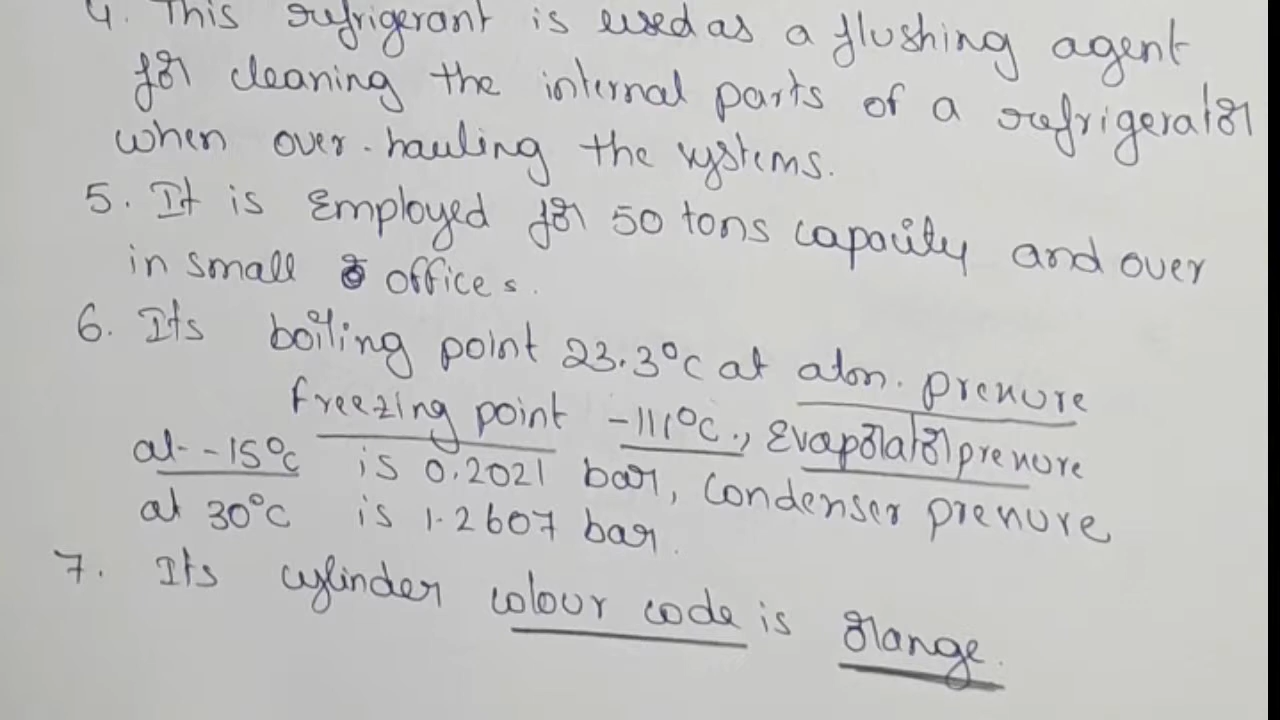 4. This refrigerant is used as a flushing agent
for cleaning the internal parts of a refrigerator
when over-hauling the systems.
5. It is Employed for 50 tons capacity and over
in small offices.
6. Its boiling point 23.3°C at atm. pressure
freezing point -111°C., Evaporator pressure
at -15°C is 0.2021 bar, Condenser pressure
at 30°C is 1.2607 bar.
7. Its cylinder colour code is orange.